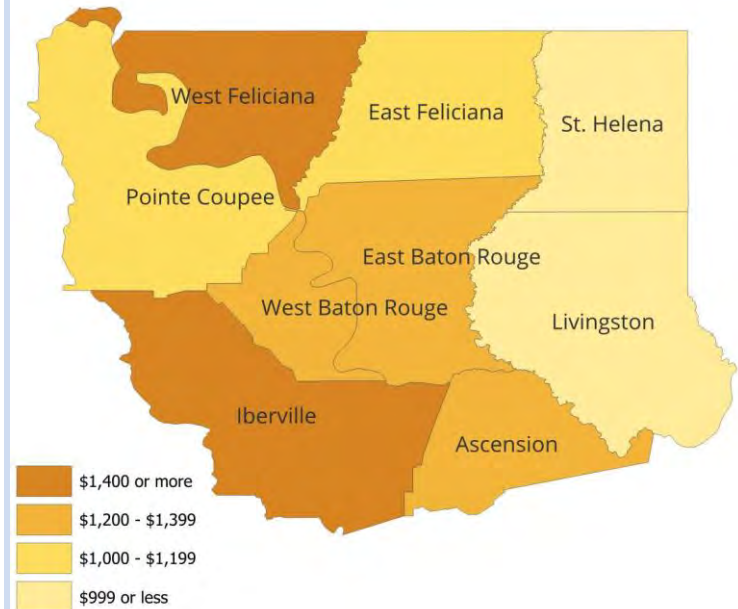 West Feliciana
East Feliciana
St. Helena
Pointe Coupee
East Baton Rouge
West Baton Rouge
Livingston
Iberville
Ascension
$1,400 or more
$1,200 - $1,399
$1,000 - $1,199
$999 or less